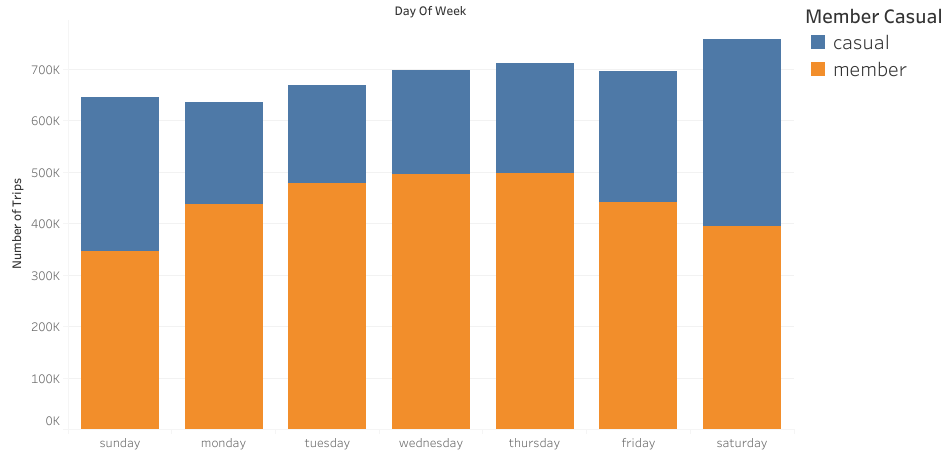 Day Of Week
Member Casual
casual
member
Number of Trips
700K
600K
500K
400K
300K
200K
100K
0K
sunday
monday
tuesday
wednesday
thursday
friday
saturday